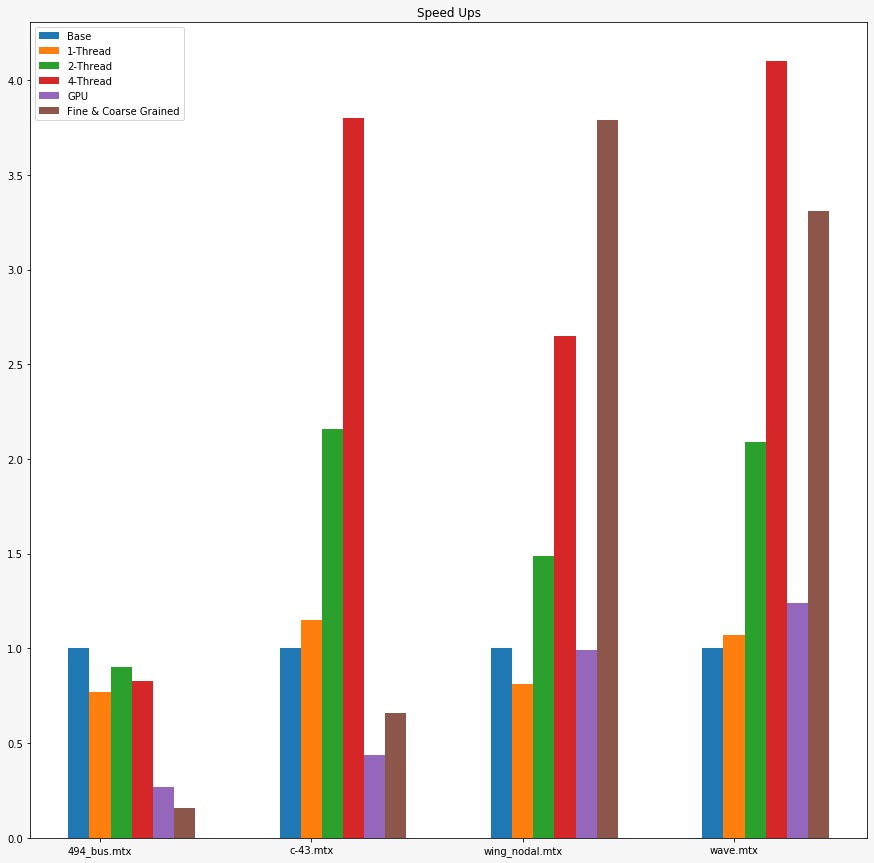 Speed Ups
Base
1-Thread
2-Thread
4-Thread
GPU
Fine & Coarse Grained
4.0
3.5
3.0
2.5
2.0
1.5
1.0
0.5
0.0
494_bus.mtx c-43.mtx wing_nodal.mtx wave.mtx